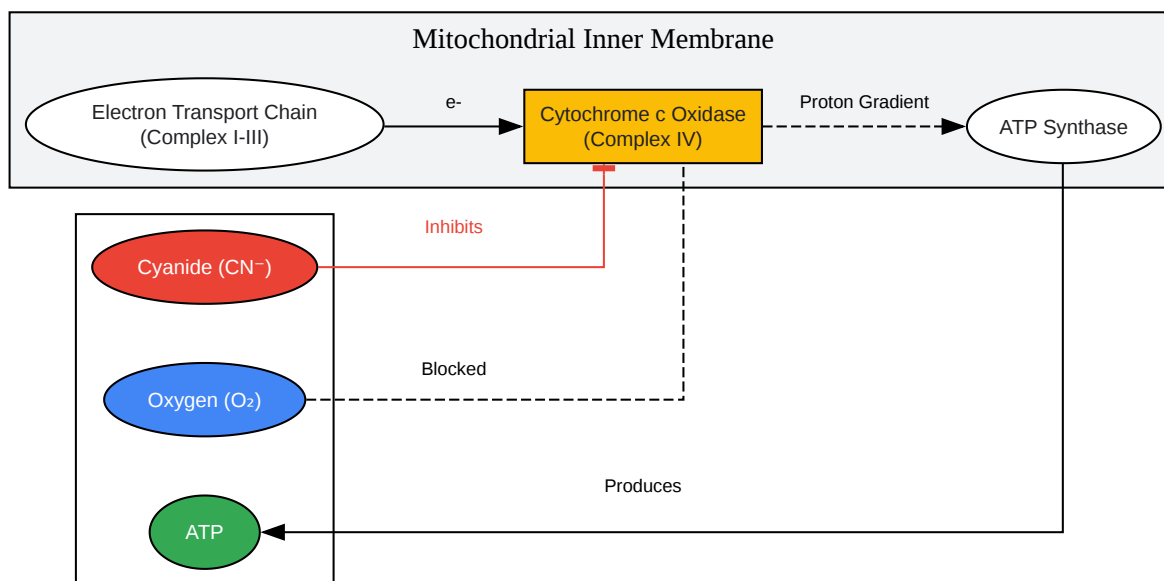 Mitochondrial Inner Membrane
Electron Transport Chain
(Complex I-III)
e-
Cytochrome c Oxidase
(Complex IV)
Proton Gradient
ATP Synthase
Inhibits
Cyanide (CN⁻)
Blocked
Oxygen (O₂)
Produces
ATP